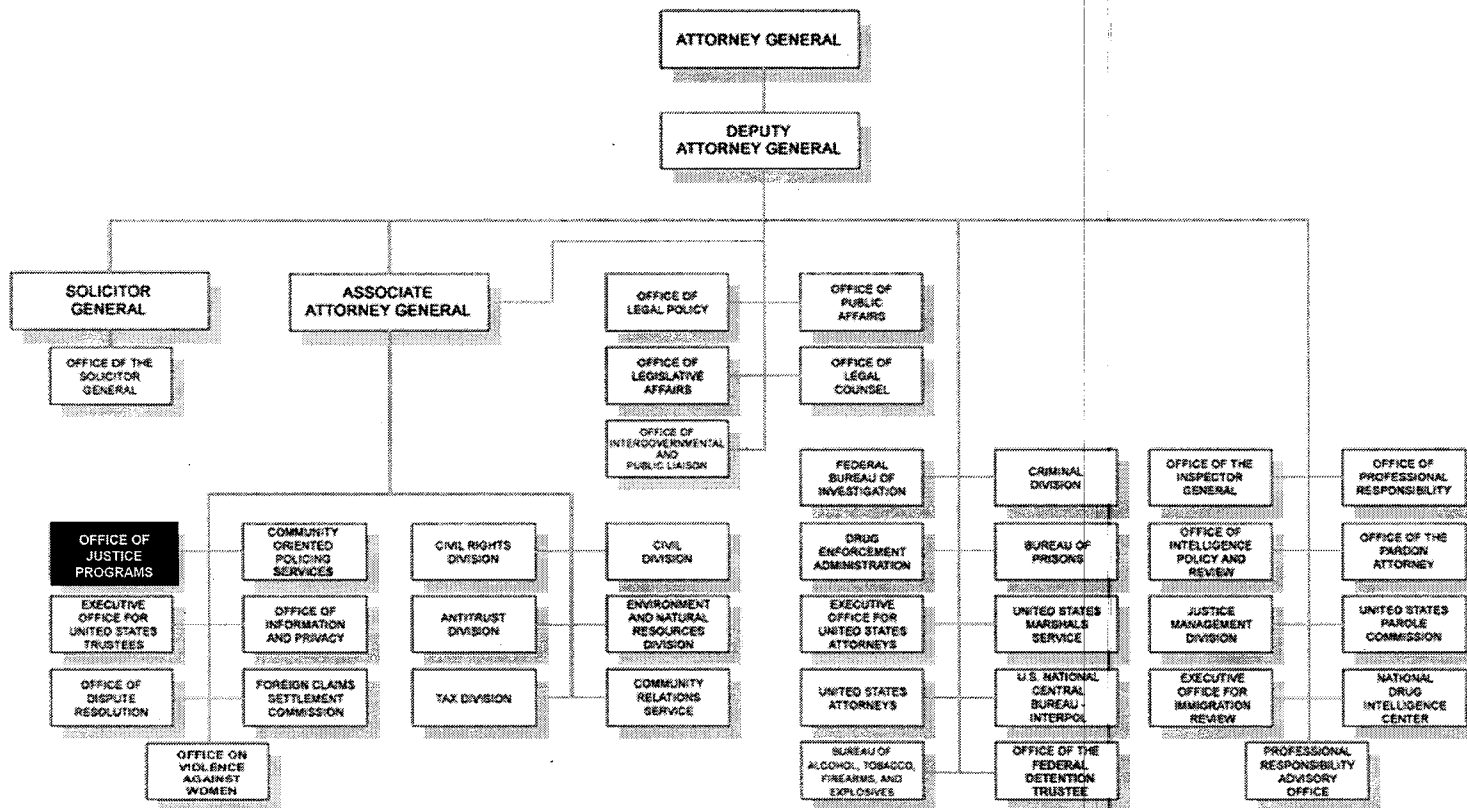 ATTORNEY GENERAL
DEPUTY
ATTORNEY GENERAL
SOLICITOR
GENERAL
OFFICE OF THE
SOLICITOR
GENERAL
ASSOCIATE
ATTORNEY GENERAL
OFFICE OF
LEGAL POLICY
OFFICE OF
PUBLIC
AFFAIRS
OFFICE OF
LEGISLATIVE
AFFAIRS
OFFICE OF
LEGAL
COUNSEL
OFFICE OF
INTERGOVERNMENTAL
AND
PUBLIC LIAISON
OFFICE OF
JUSTICE
PROGRAMS
COMMUNITY
ORIENTED
POLICING
SERVICES
EXECUTIVE
OFFICE FOR
UNITED STATES
TRUSTEES
OFFICE OF
INFORMATION
AND PRIVACY
OFFICE OF
DISPUTE
RESOLUTION
FOREIGN CLAIMS
SETTLEMENT
COMMISSION
OFFICE ON
VIOLENCE
AGAINST
WOMEN
CIVIL RIGHTS
DIVISION
CIVIL
DIVISION
ANTITRUST
DIVISION
ENVIRONMENT
AND NATURAL
RESOURCES
DIVISION
TAX DIVISION
COMMUNITY
RELATIONS
SERVICE
FEDERAL
BUREAU OF
INVESTIGATION
CRIMINAL
DIVISION
DRUG
ENFORCEMENT
ADMINISTRATION
BUREAU OF
PRISONS
EXECUTIVE
OFFICE FOR
UNITED STATES
ATTORNEYS
UNITED STATES
MARSHALS
SERVICE
UNITED STATES
ATTORNEYS
U.S. NATIONAL
CENTRAL
BUREAU -
INTERPOL
BUREAU OF
ALCOHOL, TOBACCO,
FIREARMS, AND
EXPLOSIVES
OFFICE OF THE
FEDERAL
DETENTION
TRUSTEE
OFFICE OF THE
INSPECTOR
GENERAL
OFFICE OF
PROFESSIONAL
RESPONSIBILITY
OFFICE OF
INTELLIGENCE
POLICY AND
REVIEW
OFFICE OF THE
PARDON
ATTORNEY
JUSTICE
MANAGEMENT
DIVISION
UNITED STATES
PAROLE
COMMISSION
EXECUTIVE
OFFICE FOR
IMMIGRATION
REVIEW
NATIONAL
DRUG
INTELLIGENCE
CENTER
PROFESSIONAL
RESPONSIBILITY
ADVISORY
OFFICE